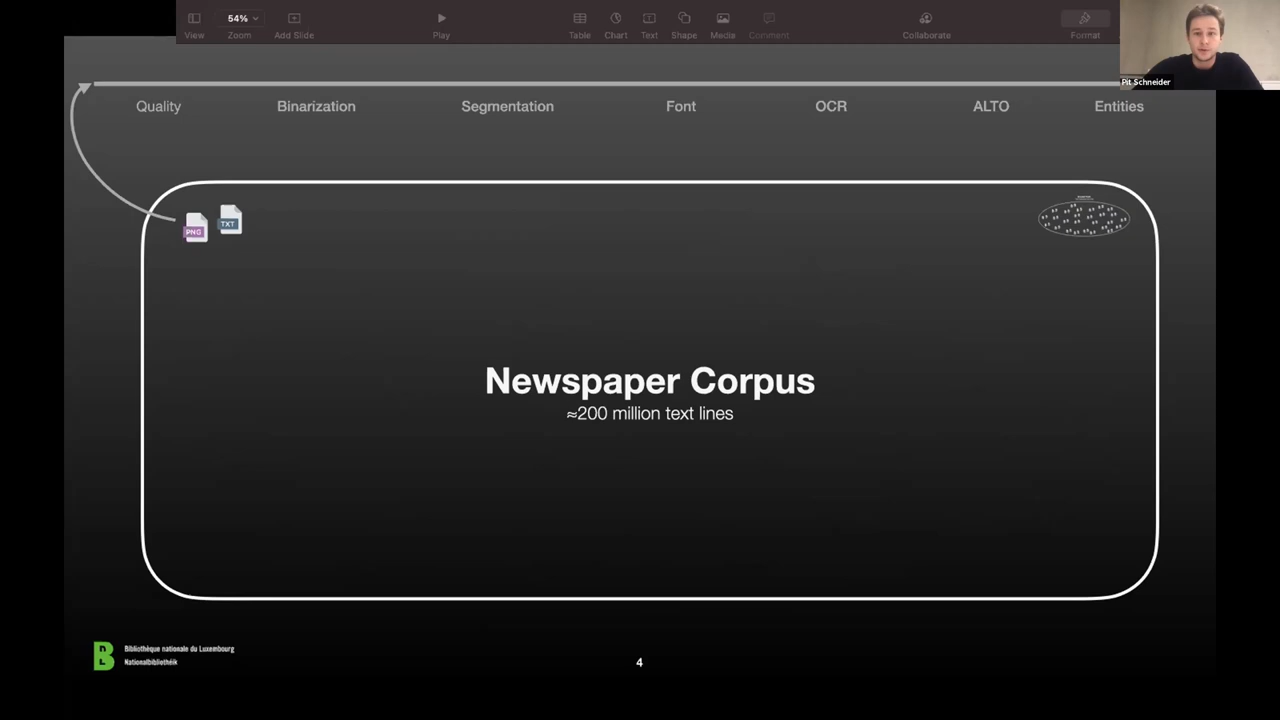 54%
View
Zoom
Add Slide
Play
Table
Chart
Text
Shape
Media
Comment
Collaborate
Format
Pit Schneider
Quality
Binarization
Segmentation
Font
OCR
ALTO
Entities
PNG
TXT
Newspaper Corpus
≈200 million text lines
Bibliothèque nationale du Luxembourg
Nationalbibliothéik
4